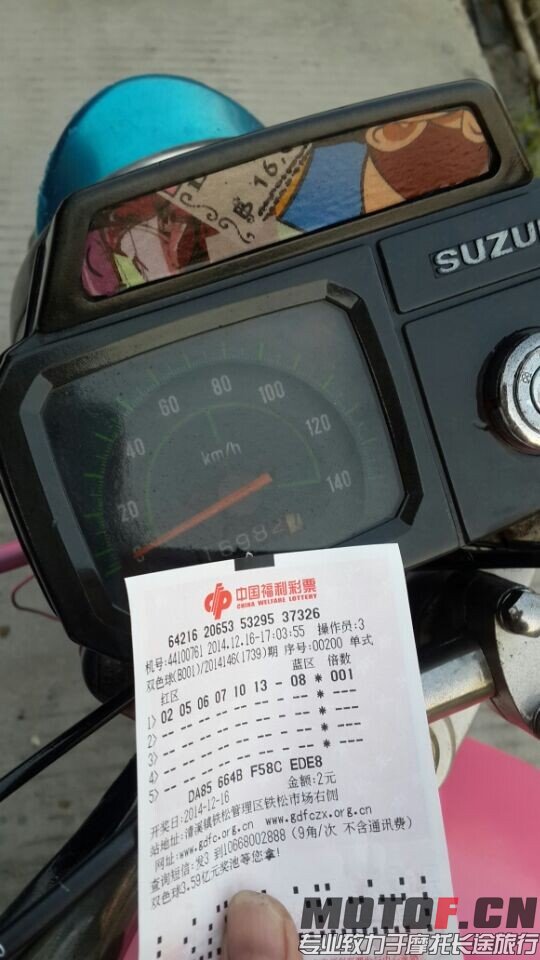 16,
SUZU
20
40
60
80
100
120
140
km/h
16982
中国福利彩票
CHINA WELFARE LOTTERY
64216 20653 53295 37326
机号:44100761 2014.12.16-17:03:55 操作员:3
双色球(B001)/2014146(1739)期 序号:00200 单式
红区 蓝区 倍数
1> 02 05 06 07 10 13 - 08 * 001
2> -- -- -- -- -- -- - -- * ---
3> -- -- -- -- -- -- - -- * ---
4> -- -- -- -- -- -- - -- * ---
5> -- -- -- -- -- -- - -- * ---
DA85 664B F58C EDE8
开奖日:2014-12-16 金额:2元
站地址:清溪镇铁松管理区铁松市场右侧
网址:www.gdfc.org.cn www.gdfczx.org.cn
查询短信:发3 到10668002888 (9角/次 不含通讯费)
双色球3.59亿元奖池等您拿!
MOTOF.CN
专业致力于摩托长途旅行